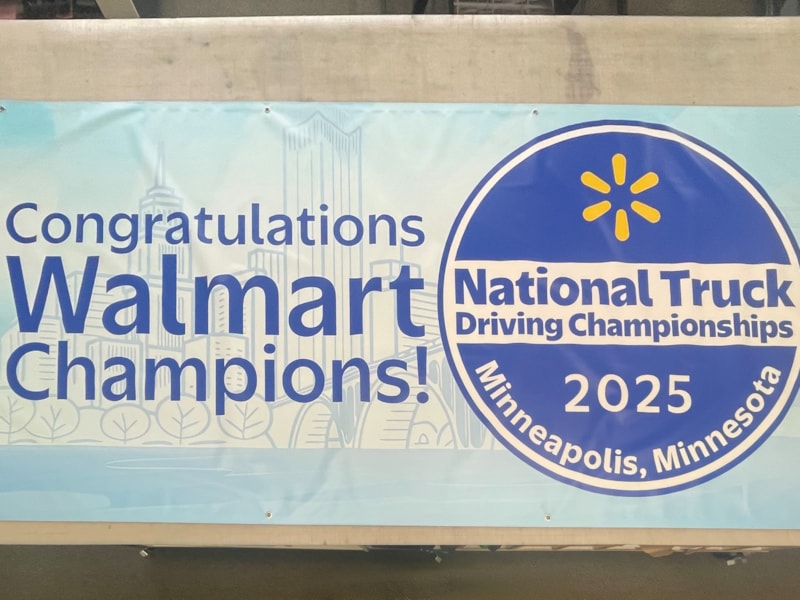 Congratulations
Walmart
Champions!
National Truck
Driving Championships
2025
Minneapolis, Minnesota